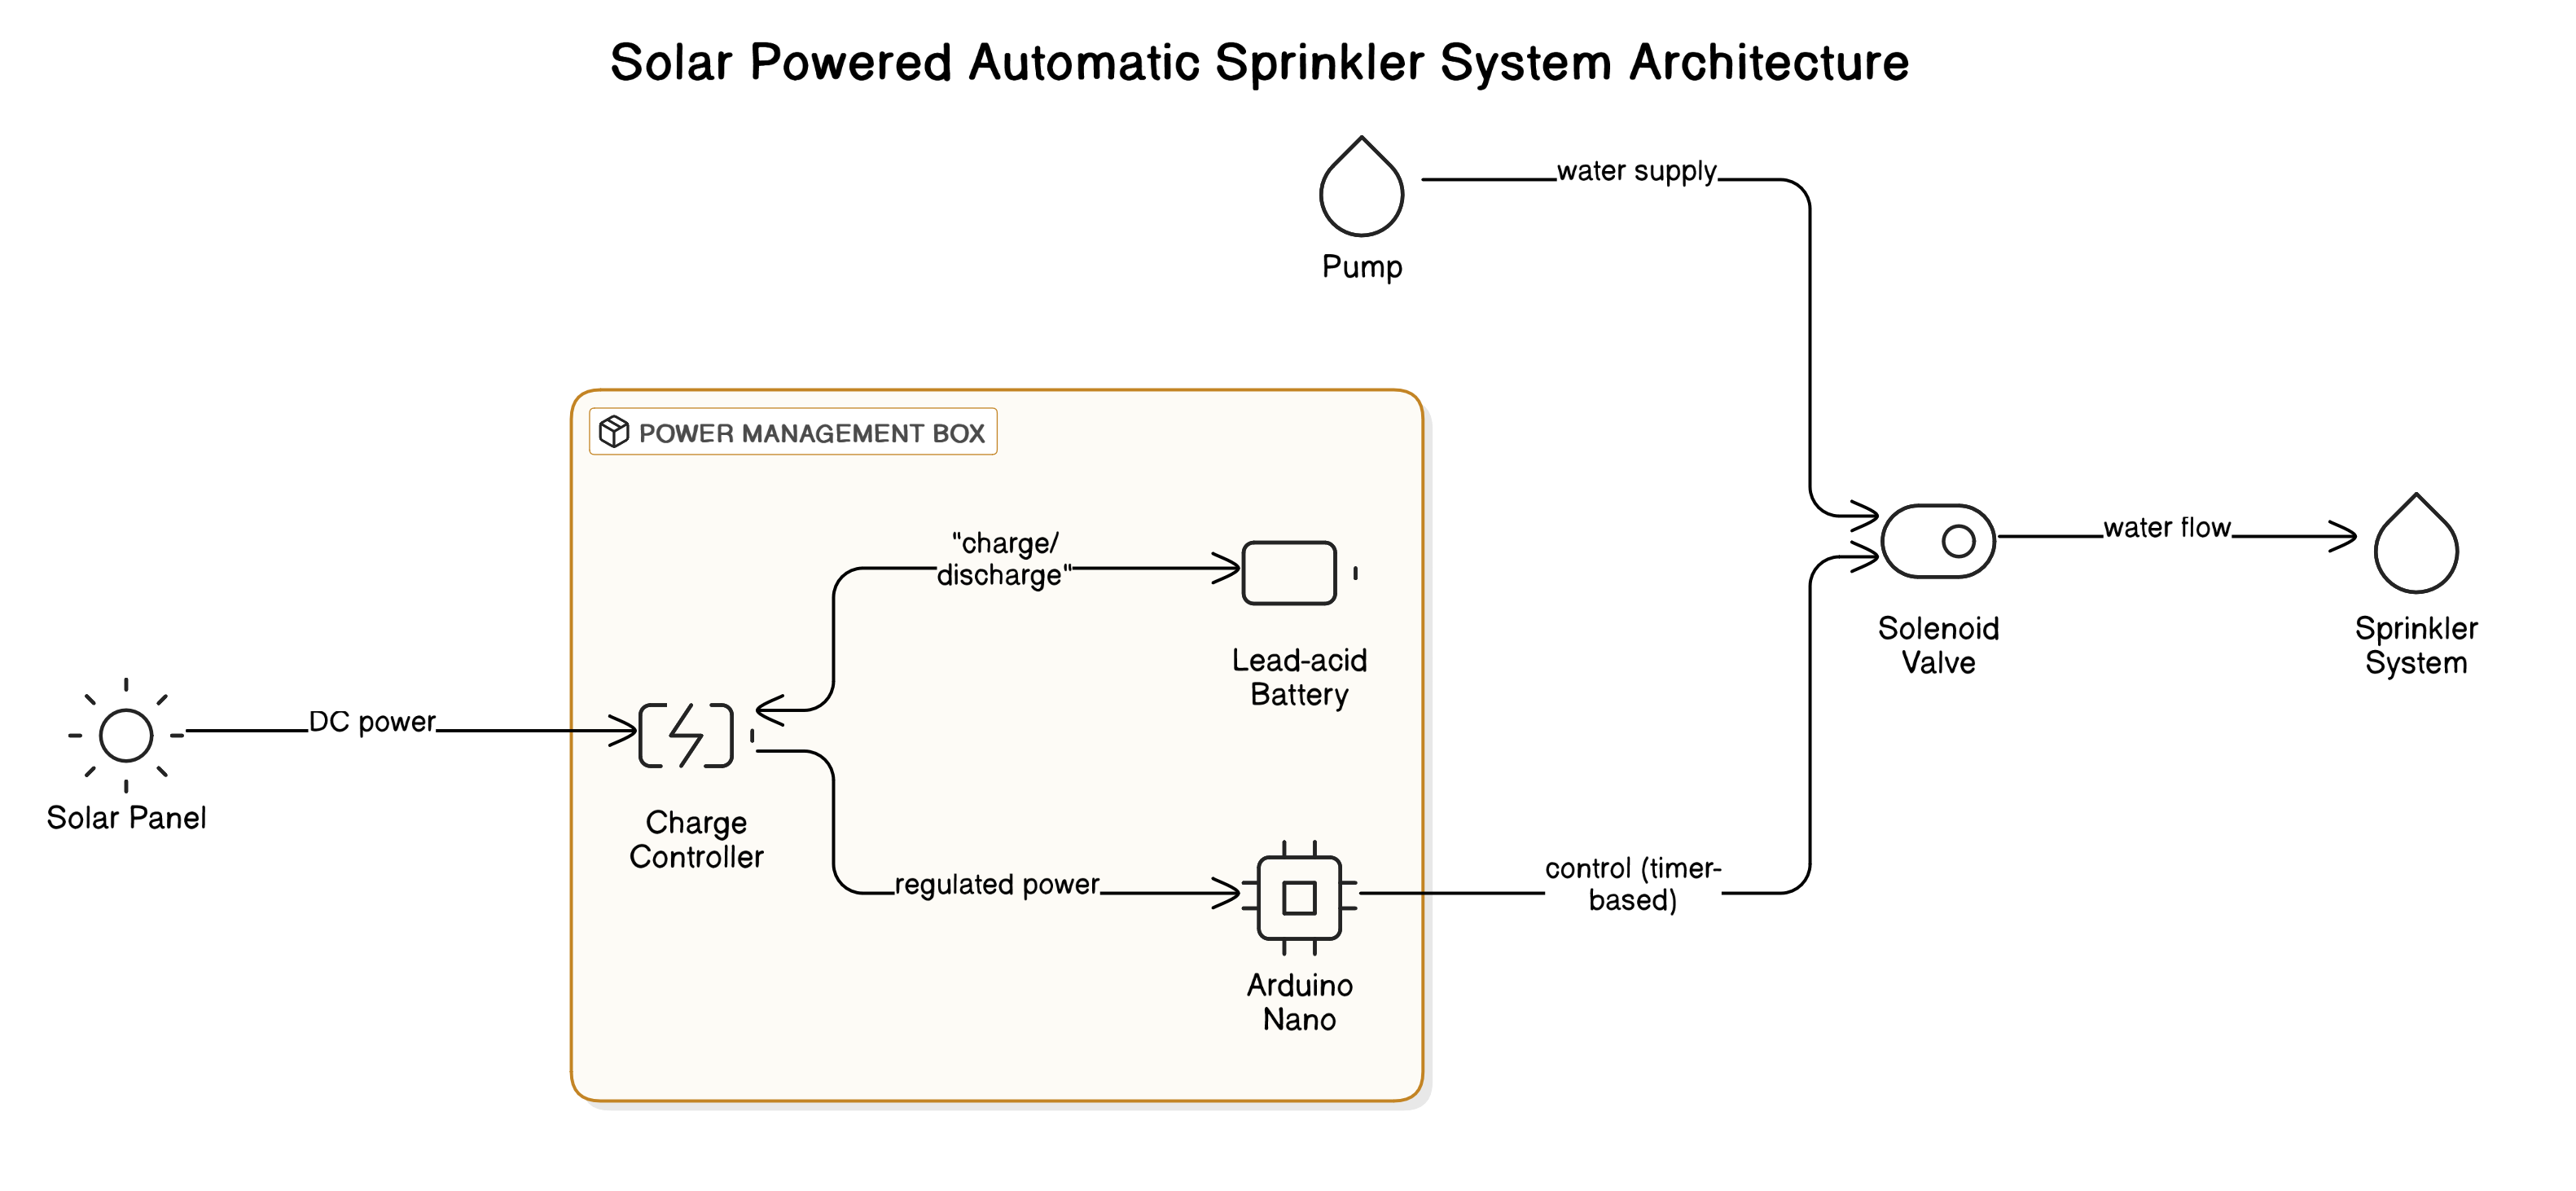 Solar Powered Automatic Sprinkler System Architecture
water supply
Pump
POWER MANAGEMENT BOX
"charge/
discharge"
Lead-acid
Battery
water flow
Solenoid
Valve
Sprinkler
System
DC power
Solar Panel
Charge
Controller
regulated power
control (timer-
based)
Arduino
Nano